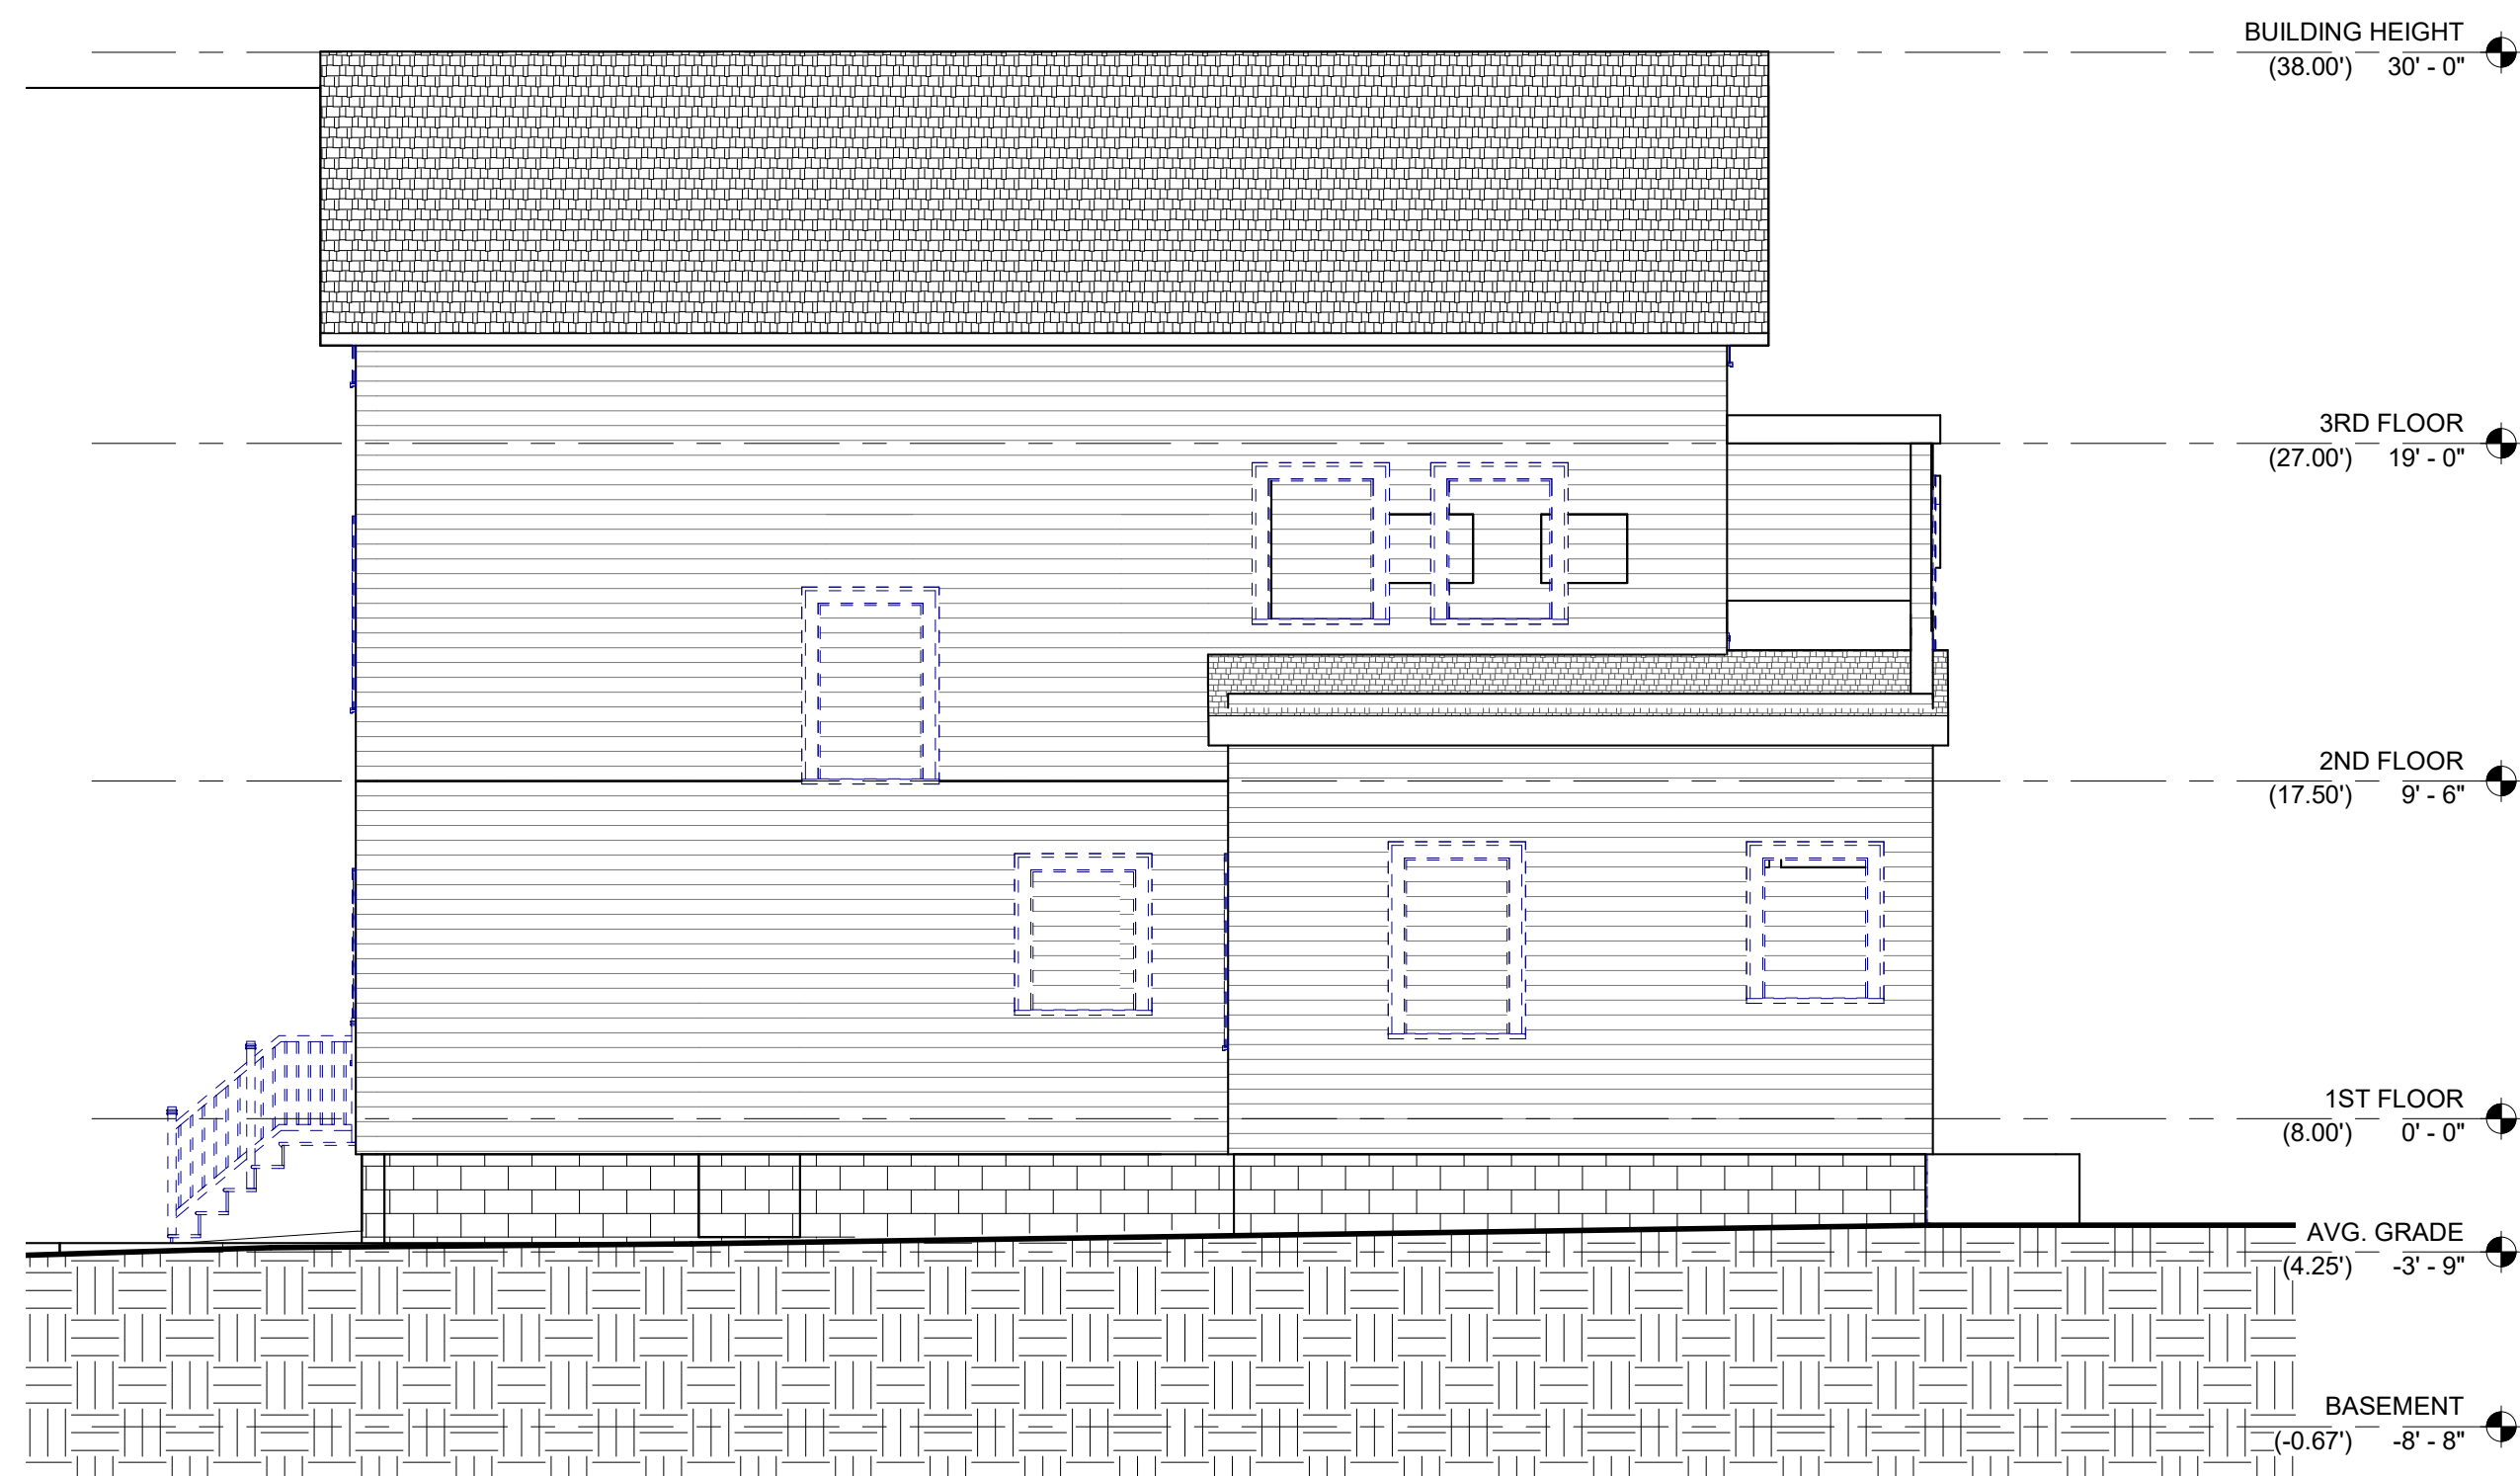 BUILDING HEIGHT
(38.00') 30' - 0"
3RD FLOOR
(27.00') 19' - 0"
2ND FLOOR
(17.50') 9' - 6"
1ST FLOOR
(8.00') 0' - 0"
AVG. GRADE
(4.25') -3' - 9"
BASEMENT
(-0.67') -8' - 8"